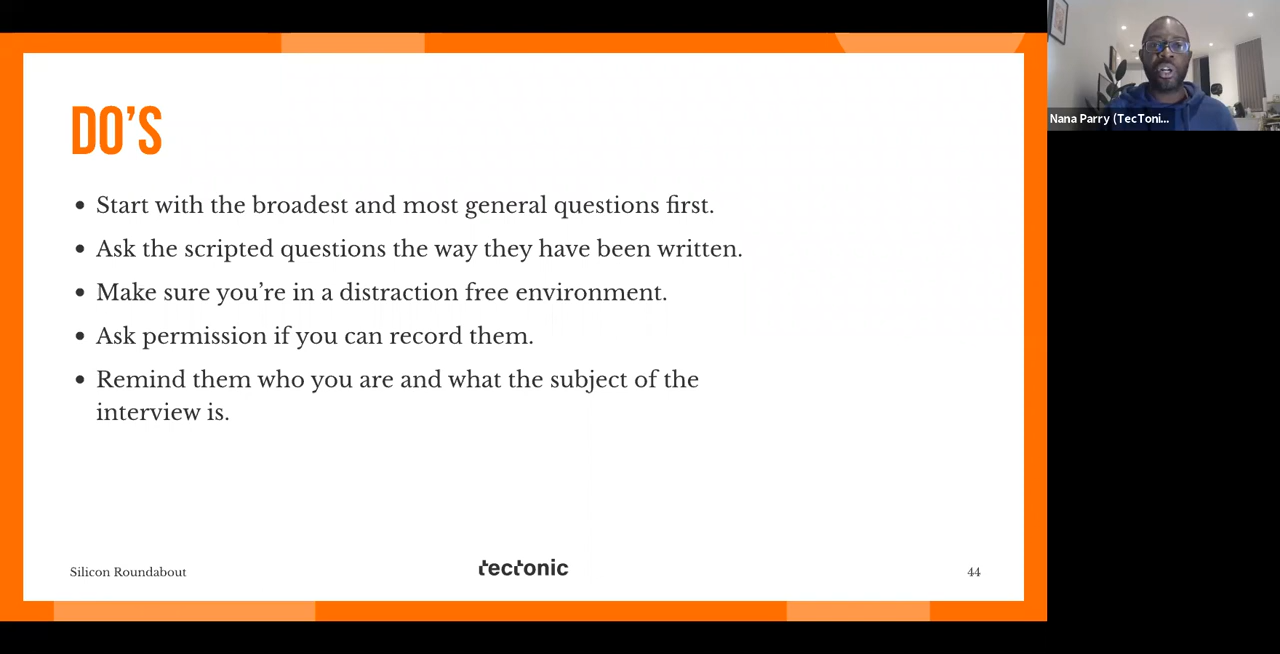 DO'S
• Start with the broadest and most general questions first.
• Ask the scripted questions the way they have been written.
• Make sure you're in a distraction free environment.
• Ask permission if you can record them.
• Remind them who you are and what the subject of the
interview is.
Silicon Roundabout
tectonic
44
Nana Parry (TecToni...